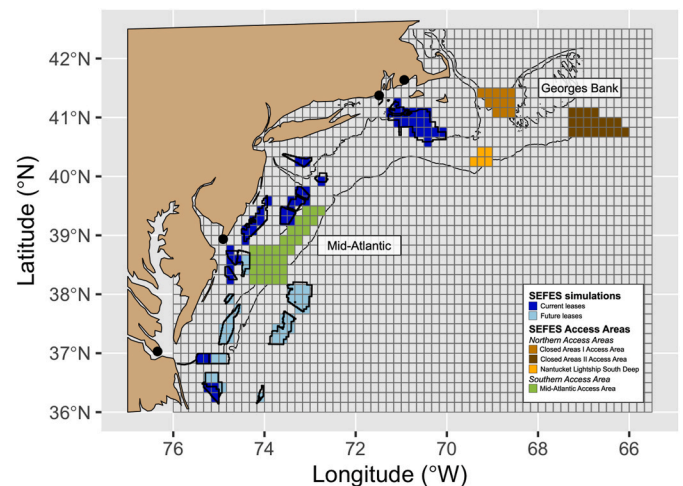 42°N
41°N
40°N
39°N
38°N
37°N
36°N
Latitude (°N)
Georges Bank
Mid-Atlantic
SEFES simulations
Current leases
Future leases
SEFES Access Areas
Northern Access Areas
Closed Areas I Access Area
Closed Areas II Access Area
Nantucket Lightship South Deep
Southern Access Area
Mid-Atlantic Access Area
76 74 72 70 68 66
Longitude (°W)